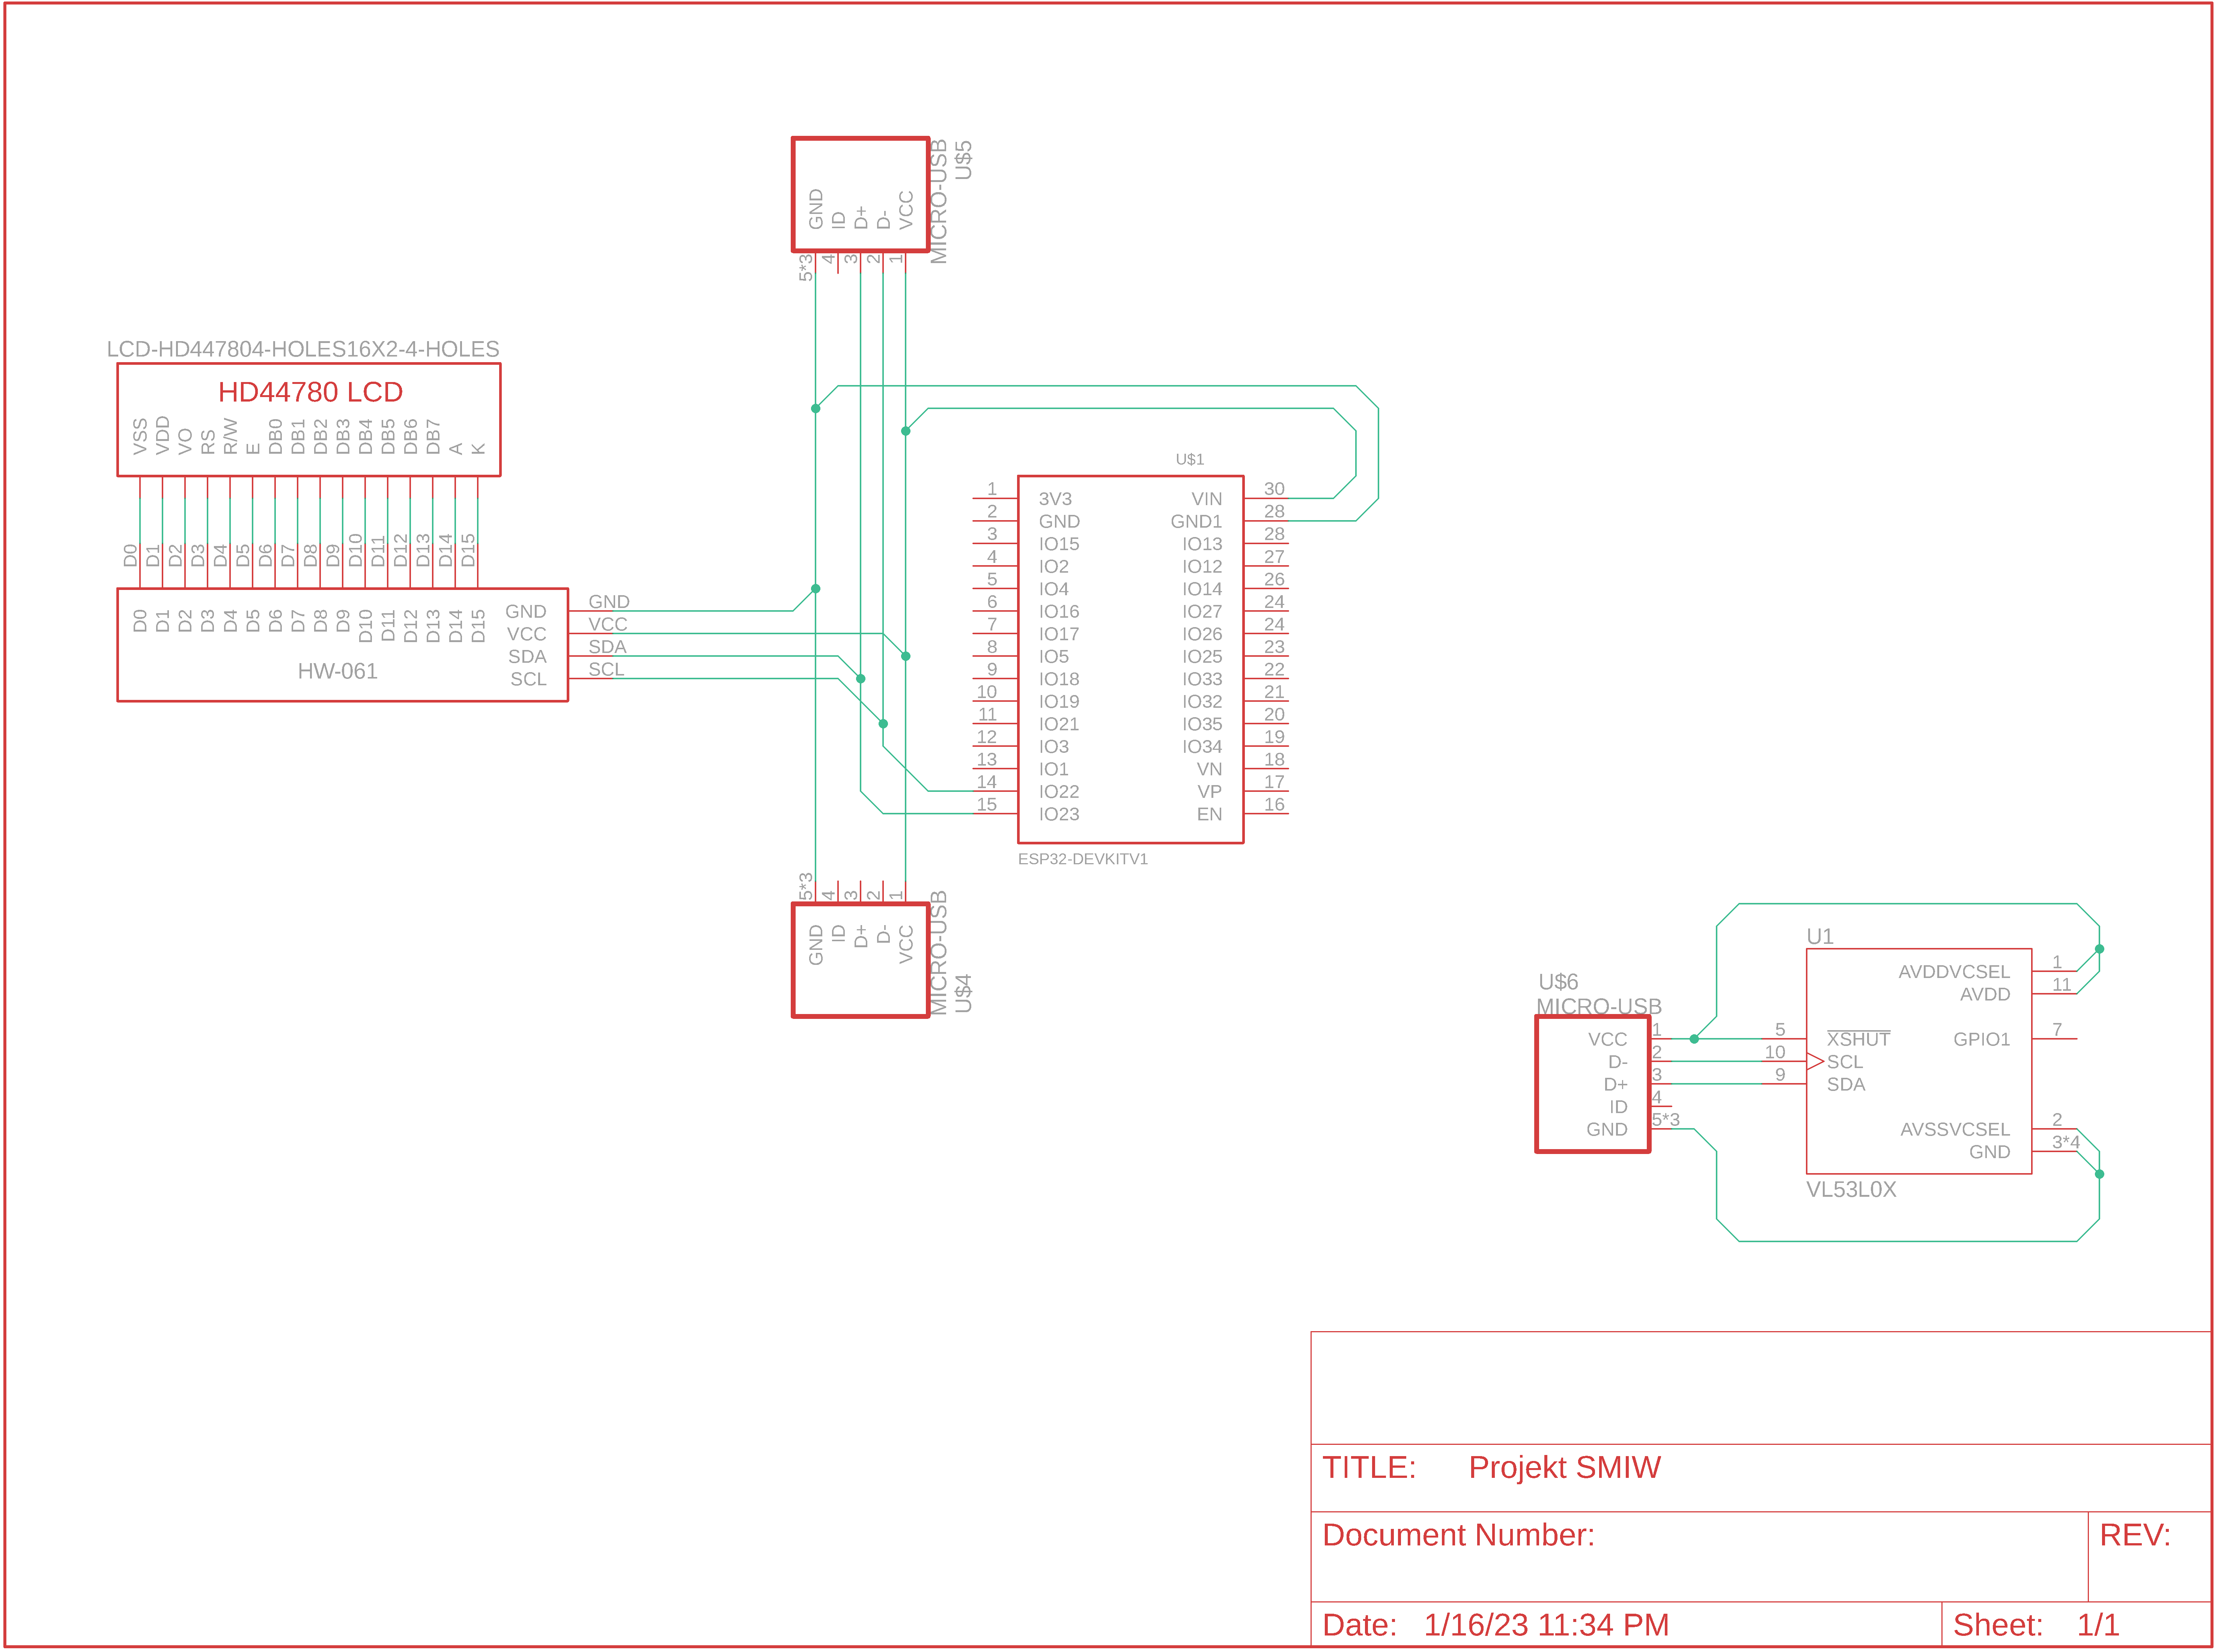 GND
ID
D+
D-
VCC
MICRO-USB
U$5
5*3
4
3
2
1
LCD-HD447804-HOLES16X2-4-HOLES
HD44780 LCD
VSS
VDD
VO
RS
R/W
E
DB0
DB1
DB2
DB3
DB4
DB5
DB6
DB7
A
K
D0
D1
D2
D3
D4
D5
D6
D7
D8
D9
D10
D11
D12
D13
D14
D15
D0
D1
D2
D3
D4
D5
D6
D7
D8
D9
D10
D11
D12
D13
D14
D15
GND GND
VCC VCC
SDA SDA
SCL SCL
HW-061
U$1
1 3V3 VIN 30
2 GND GND1 28
3 IO15 IO13 28
4 IO2 IO12 27
5 IO4 IO14 26
6 IO16 IO27 24
7 IO17 IO26 24
8 IO5 IO25 23
9 IO18 IO33 22
10 IO19 IO32 21
11 IO21 IO35 20
12 IO3 IO34 19
13 IO1 VN 18
14 IO22 VP 17
15 IO23 EN 16
ESP32-DEVKITV1
5*3
4
3
2
1
GND
ID
D+
D-
VCC
MICRO-USB
U$4
U$6
MICRO-USB
VCC 1
D- 2
D+ 3
ID 4
GND 5*3
U1
AVDDVCSEL 1
AVDD 11
5 XSHUT GPIO1 7
10 SCL
9 SDA
AVSSVCSEL 2
GND 3*4
VL53L0X
TITLE: Projekt SMIW
Document Number:
REV:
Date: 1/16/23 11:34 PM
Sheet: 1/1